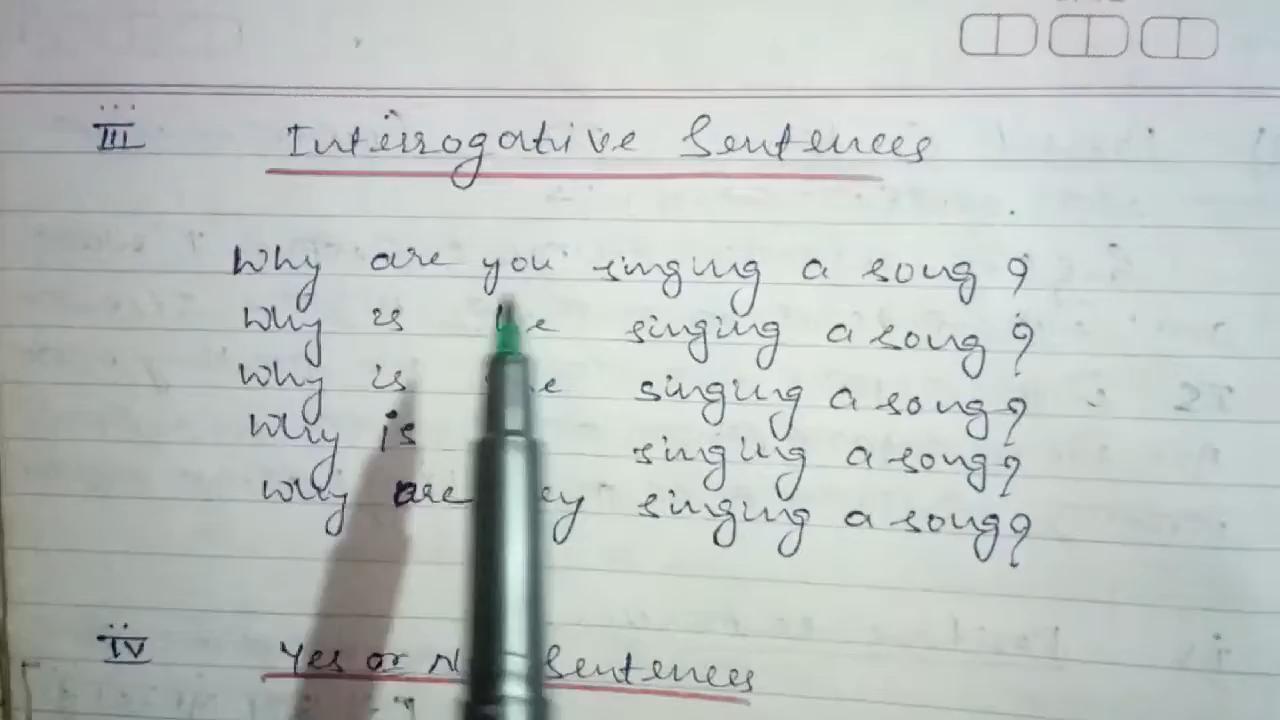 III Interrogative Sentences
Why are you singing a song?
Why is singing a song?
Why is singing a song?
Why is singing a song?
Why are singing a song?
iv Yes or Sentences